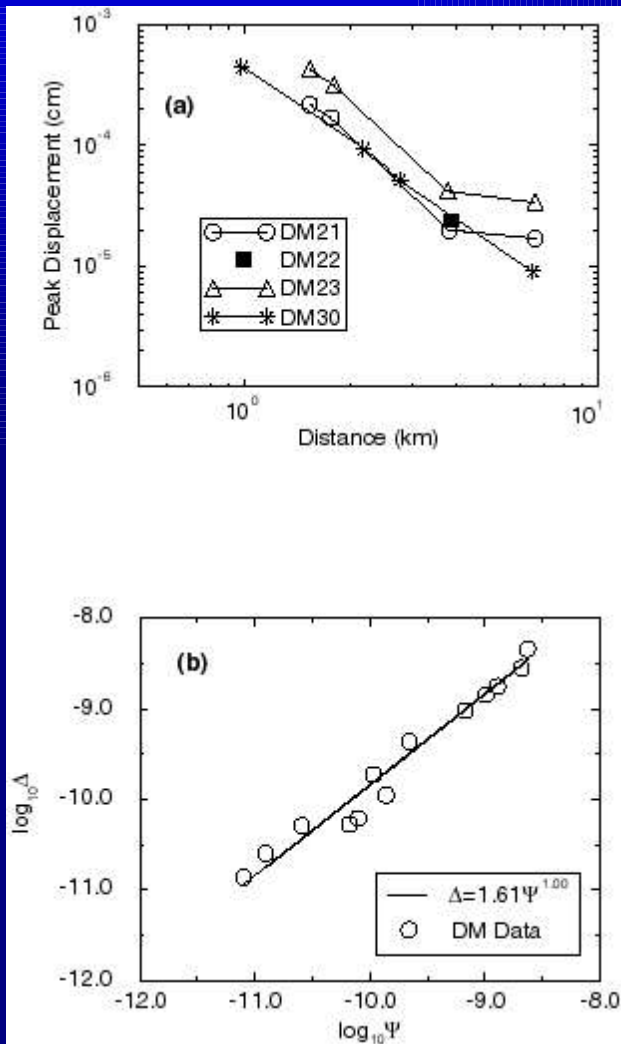 10⁻³
(a)
10⁻⁴
Peak Displacement (cm)
DM21
DM22
10⁻⁵
DM23
DM30
10⁻⁶
10⁰
10¹
Distance (km)
-8.0
(b)
-9.0
log₁₀Δ
-10.0
-11.0
Δ=1.61Ψ¹·⁰⁰
DM Data
-12.0
-12.0 -11.0 -10.0 -9.0 -8.0
log₁₀Ψ